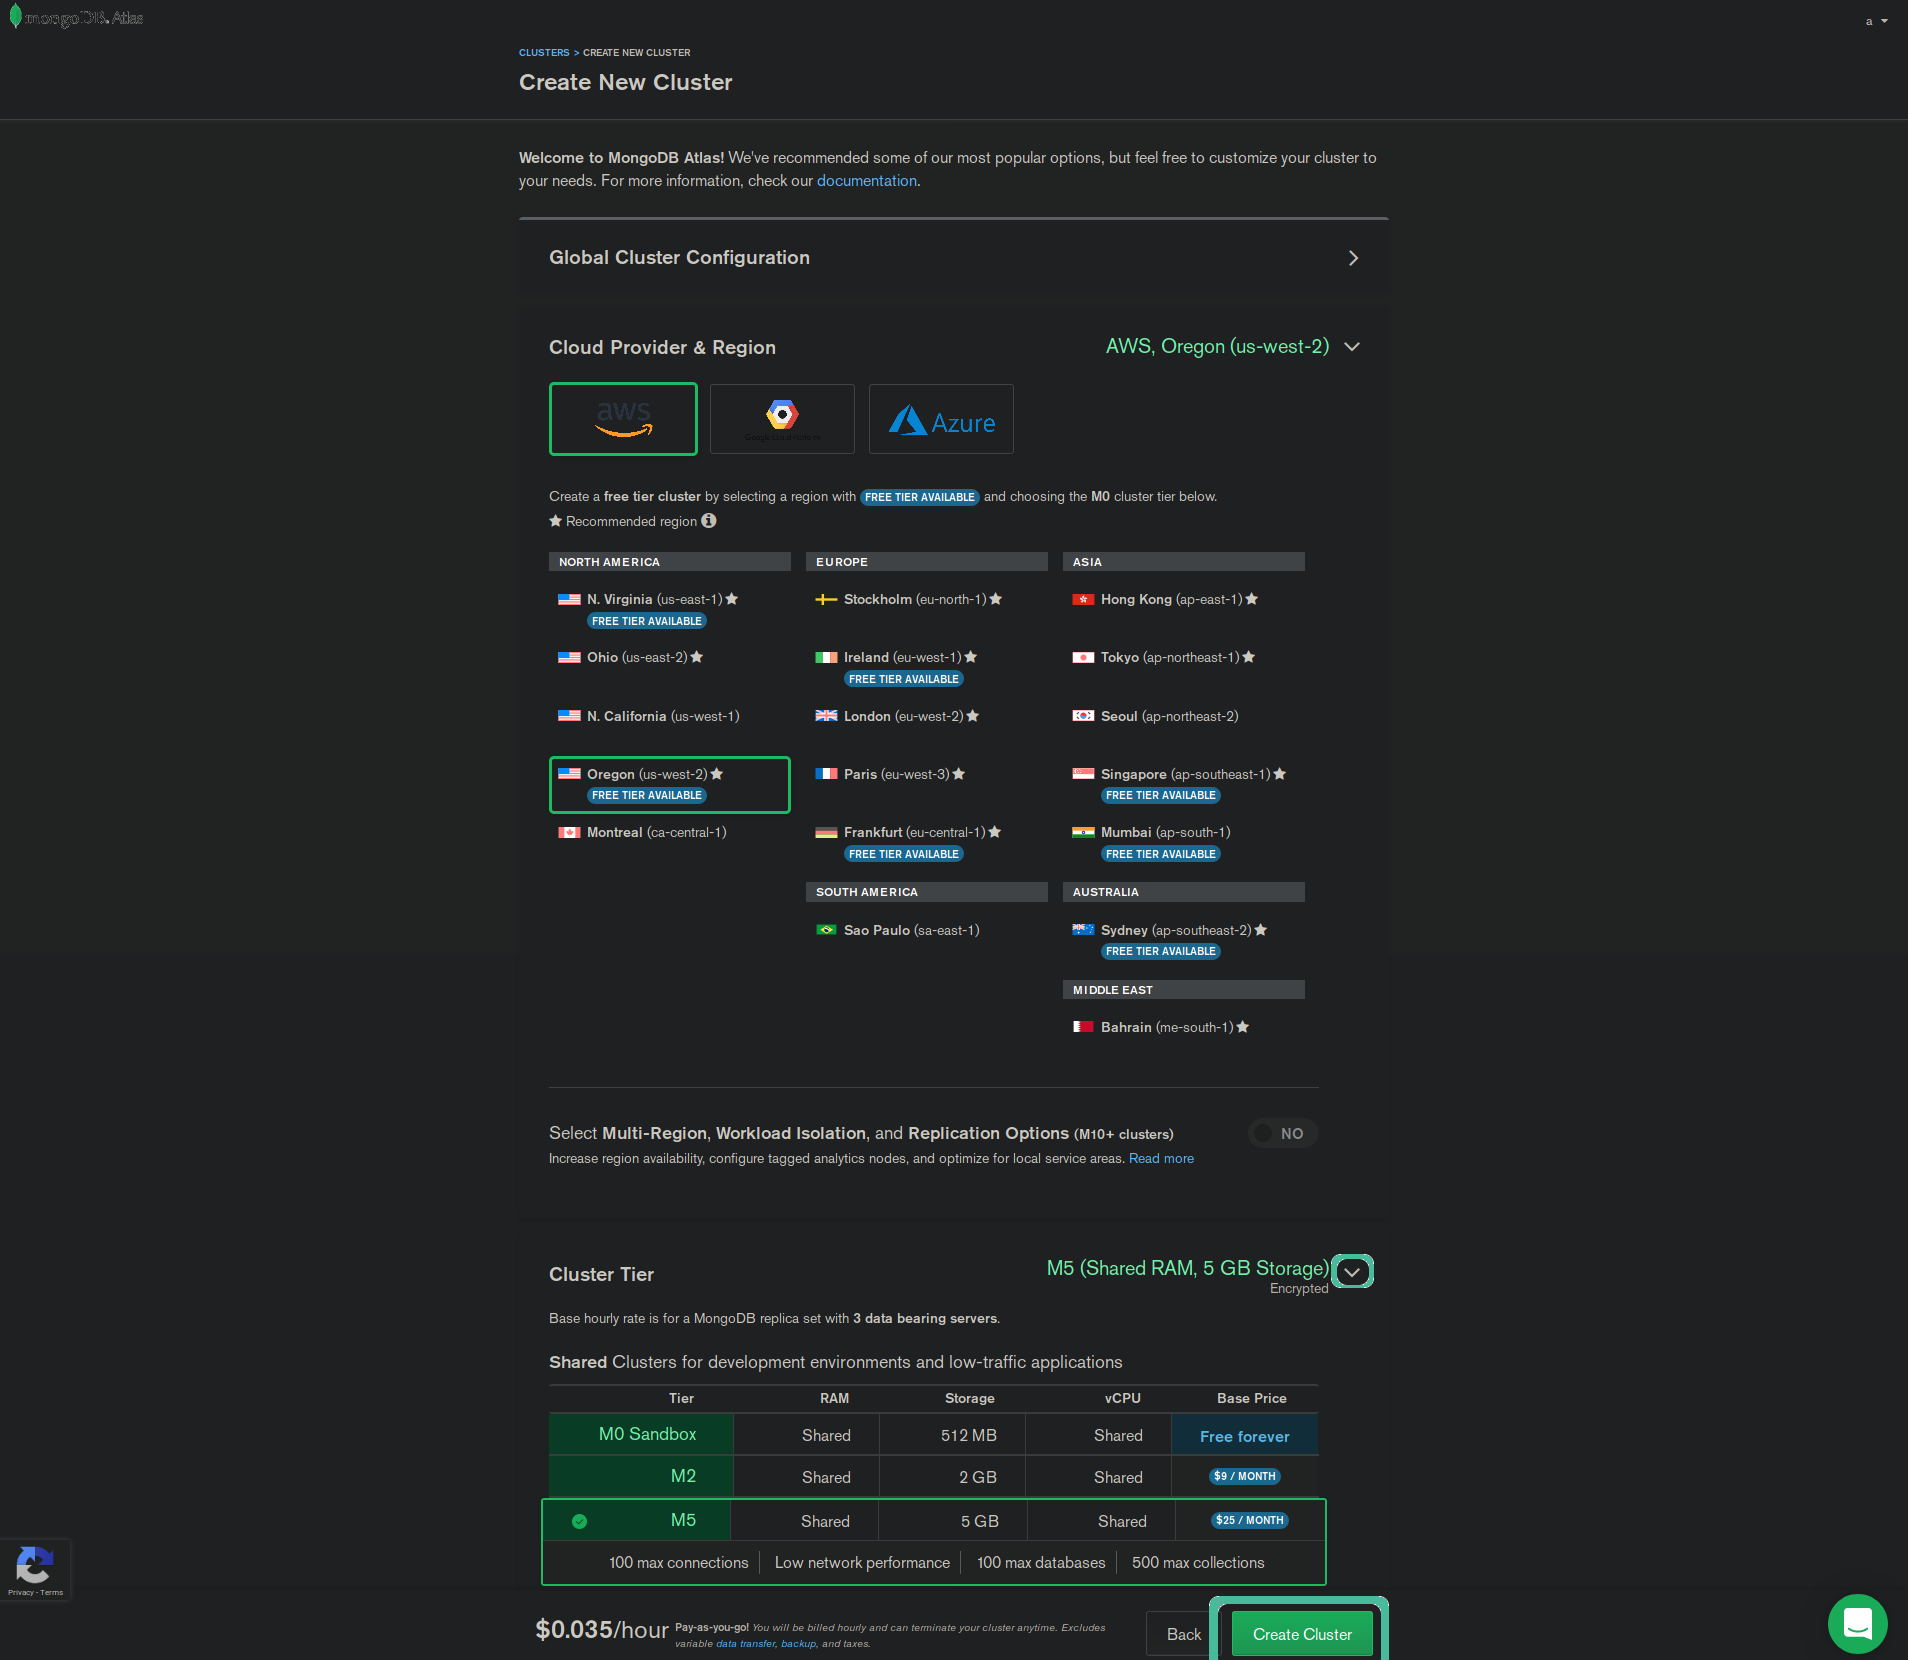 mongoDB. Atlas
a
CLUSTERS > CREATE NEW CLUSTER
Create New Cluster
Welcome to MongoDB Atlas! We've recommended some of our most popular options, but feel free to customize your cluster to
your needs. For more information, check our documentation.
Global Cluster Configuration
Cloud Provider & Region
AWS, Oregon (us-west-2)
aws
Azure
Create a free tier cluster by selecting a region with FREE TIER AVAILABLE and choosing the M0 cluster tier below.
Recommended region
NORTH AMERICA
N. Virginia (us-east-1)
FREE TIER AVAILABLE
Ohio (us-east-2)
N. California (us-west-1)
Oregon (us-west-2)
FREE TIER AVAILABLE
Montreal (ca-central-1)
EUROPE
Stockholm (eu-north-1)
Ireland (eu-west-1)
FREE TIER AVAILABLE
London (eu-west-2)
Paris (eu-west-3)
Frankfurt (eu-central-1)
FREE TIER AVAILABLE
SOUTH AMERICA
Sao Paulo (sa-east-1)
ASIA
Hong Kong (ap-east-1)
Tokyo (ap-northeast-1)
Seoul (ap-northeast-2)
Singapore (ap-southeast-1)
FREE TIER AVAILABLE
Mumbai (ap-south-1)
FREE TIER AVAILABLE
AUSTRALIA
Sydney (ap-southeast-2)
FREE TIER AVAILABLE
MIDDLE EAST
Bahrain (me-south-1)
Select Multi-Region, Workload Isolation, and Replication Options (M10+ clusters)
NO
Increase region availability, configure tagged analytics nodes, and optimize for local service areas. Read more
Cluster Tier
M5 (Shared RAM, 5 GB Storage)
Encrypted
Base hourly rate is for a MongoDB replica set with 3 data bearing servers.
Shared Clusters for development environments and low-traffic applications
Tier RAM Storage vCPU Base Price
M0 Sandbox Shared 512 MB Shared Free forever
M2 Shared 2 GB Shared $9 / MONTH
M5 Shared 5 GB Shared $25 / MONTH
100 max connections Low network performance 100 max databases 500 max collections
Privacy - Terms
$0.035/hour
Pay-as-you-go! You will be billed hourly and can terminate your cluster anytime. Excludes
variable data transfer, backup, and taxes.
Back
Create Cluster